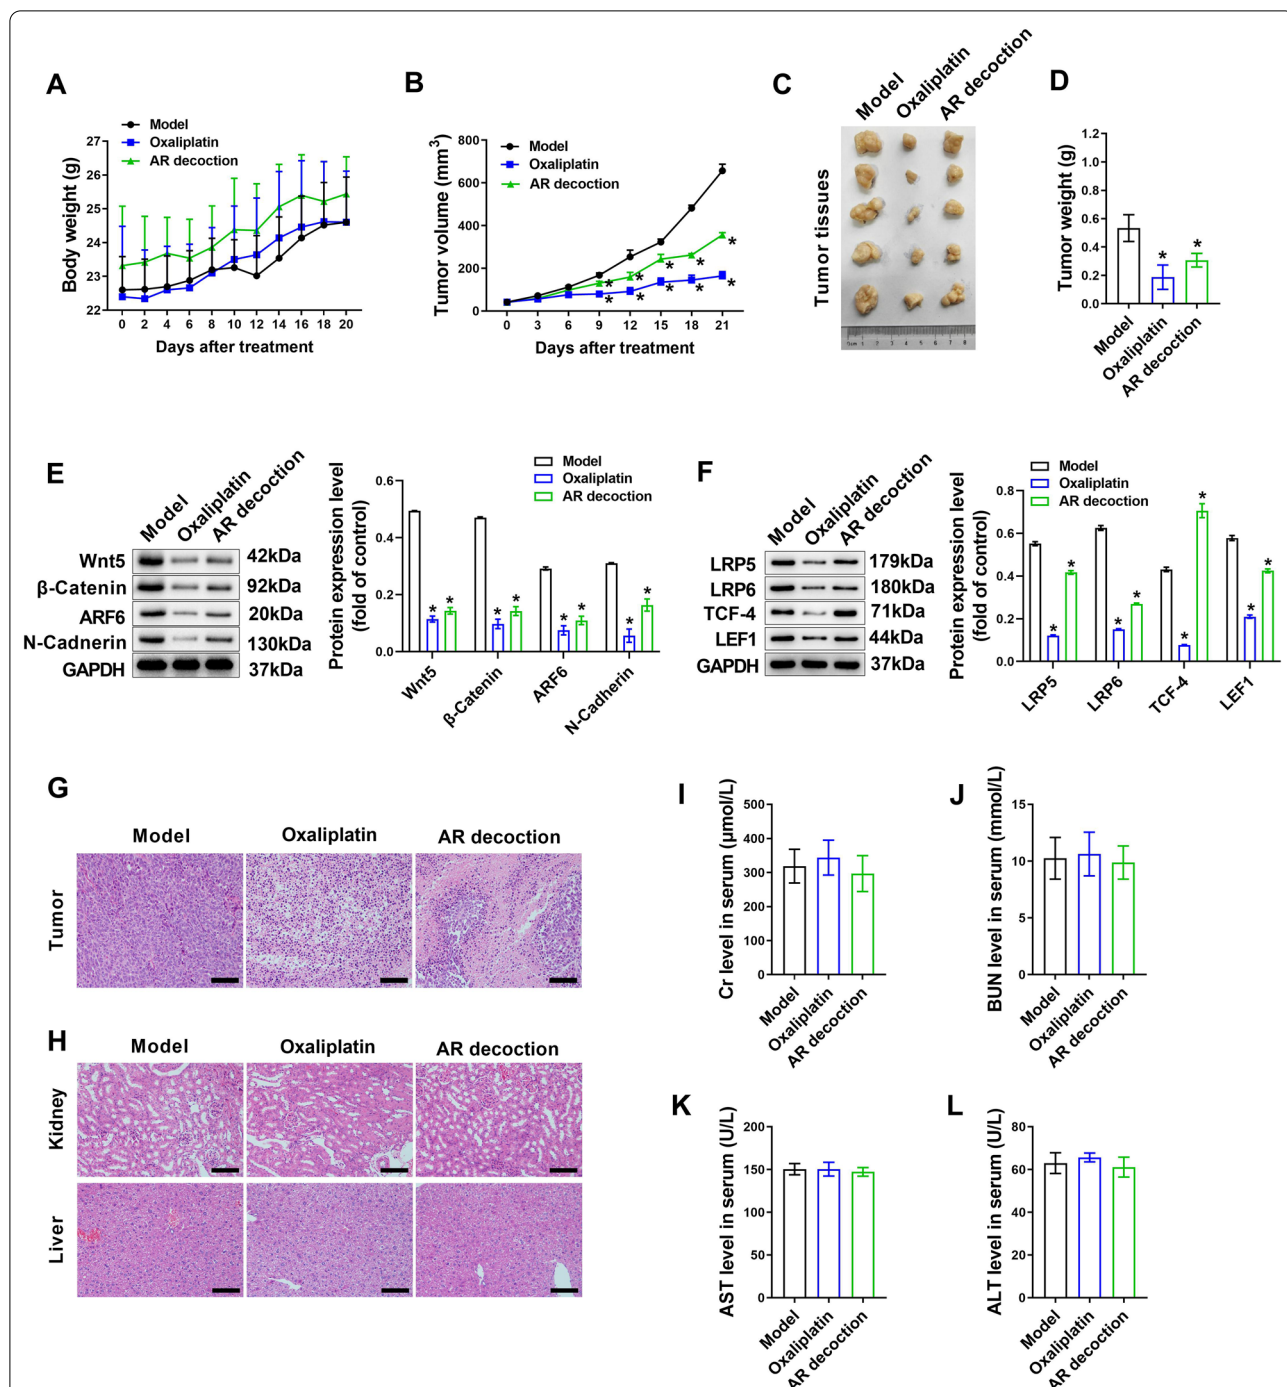 A
Model
Oxaliplatin
AR decoction
Body weight (g)
27
26
25
24
23
22
0 2 4 6 8 10 12 14 16 18 20
Days after treatment
B
Model
Oxaliplatin
AR decoction
Tumor volume (mm3)
800
600
400
200
0
0 3 6 9 12 15 18 21
* * * * *
* * * * *
Days after treatment
C
Model Oxaliplatin AR decoction
Tumor tissues
0cm 1 2 3 4 5 6 7 8
D
Tumor weight (g)
1.2
1.0
0.8
0.6
0.4
0.2
0.0
* *
Model Oxaliplatin AR decoction
E
Model Oxaliplatin AR decoction
Wnt5 42kDa
β-Catenin 92kDa
ARF6 20kDa
N-Cadnerin 130kDa
GAPDH 37kDa
Model
Oxaliplatin
AR decoction
Protein expression level
(fold of control)
0.6
0.4
0.2
0.0
* * * * * * * *
Wnt5 β-Catenin ARF6 N-Cadherin
F
Model Oxaliplatin AR decoction
LRP5 179kDa
LRP6 180kDa
TCF-4 71kDa
LEF1 44kDa
GAPDH 37kDa
Model
Oxaliplatin
AR decoction
Protein expression level
(fold of control)
0.8
0.6
0.4
0.2
0.0
* * * * * * * *
LRP5 LRP6 TCF-4 LEF1
G
Model Oxaliplatin AR decoction
Tumor
H
Model Oxaliplatin AR decoction
Kidney
Liver
I
Cr level in serum (μmol/L)
500
400
300
200
100
0
Model Oxaliplatin AR decoction
J
BUN level in serum (mmol/L)
15
10
5
0
Model Oxaliplatin AR decoction
K
AST level in serum (U/L)
200
150
100
50
0
Model Oxaliplatin AR decoction
L
ALT level in serum (U/L)
80
60
40
20
0
Model Oxaliplatin AR decoction